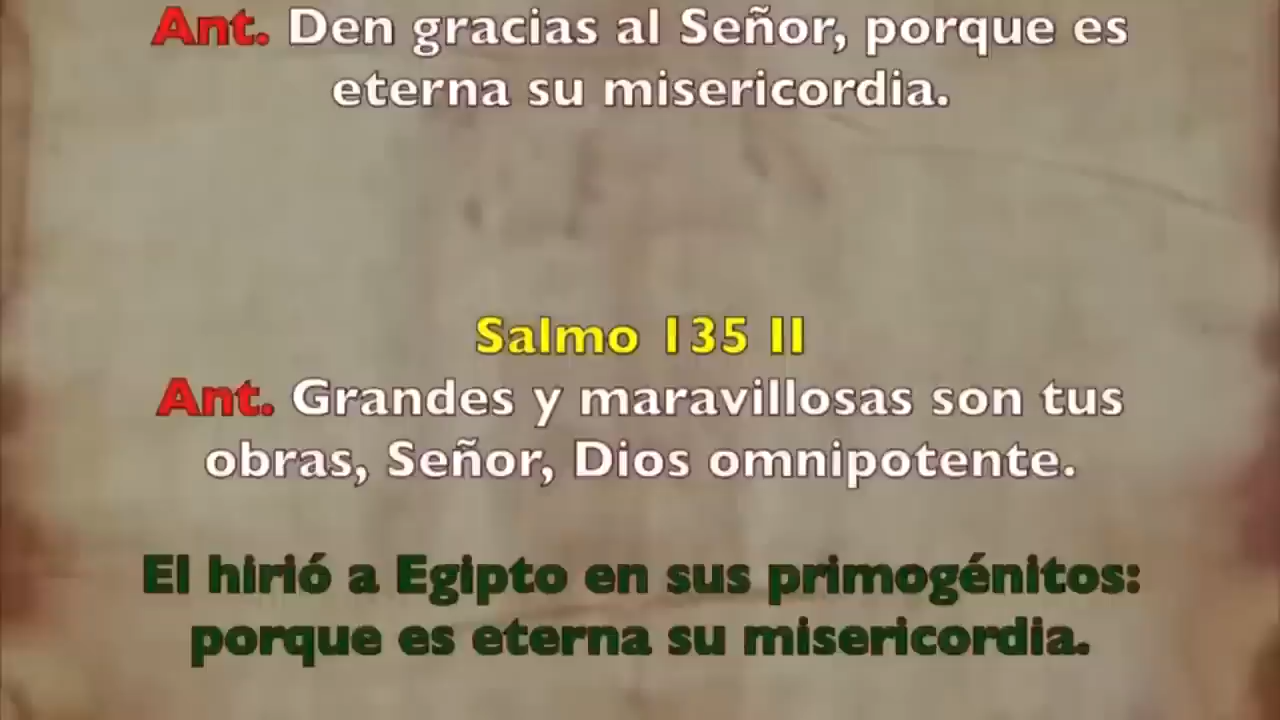 Ant. Den gracias al Señor, porque es
eterna su misericordia.
Salmo 135 II
Ant. Grandes y maravillosas son tus
obras, Señor, Dios omnipotente.
El hirió a Egipto en sus primogénitos:
porque es eterna su misericordia.